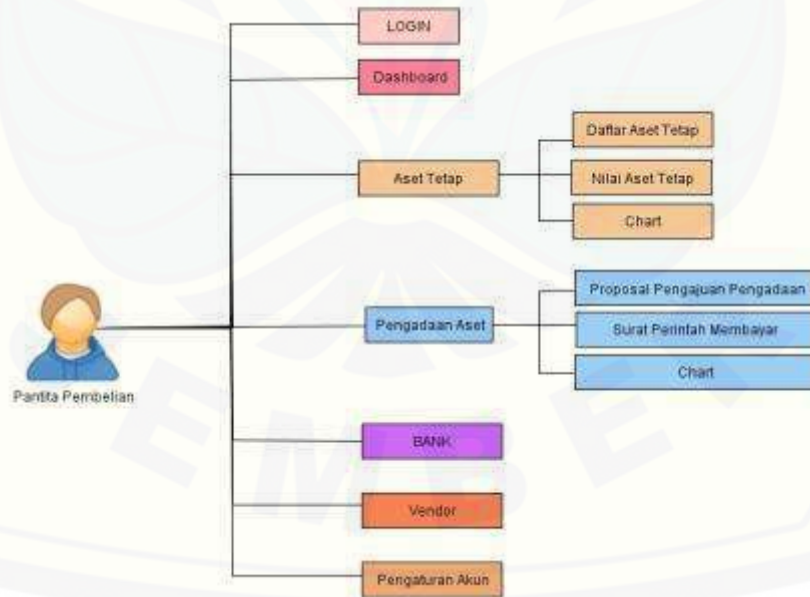 LOGIN
Dashboard
Aset Tetap
Daftar Aset Tetap
Nilai Aset Tetap
Chart
Pengadaan Aset
Proposal Pengajuan Pengadaan
Surat Perintah Membayar
Chart
Pantita Pembelian
BANK
Vendor
Pengaturan Akun
EMBE